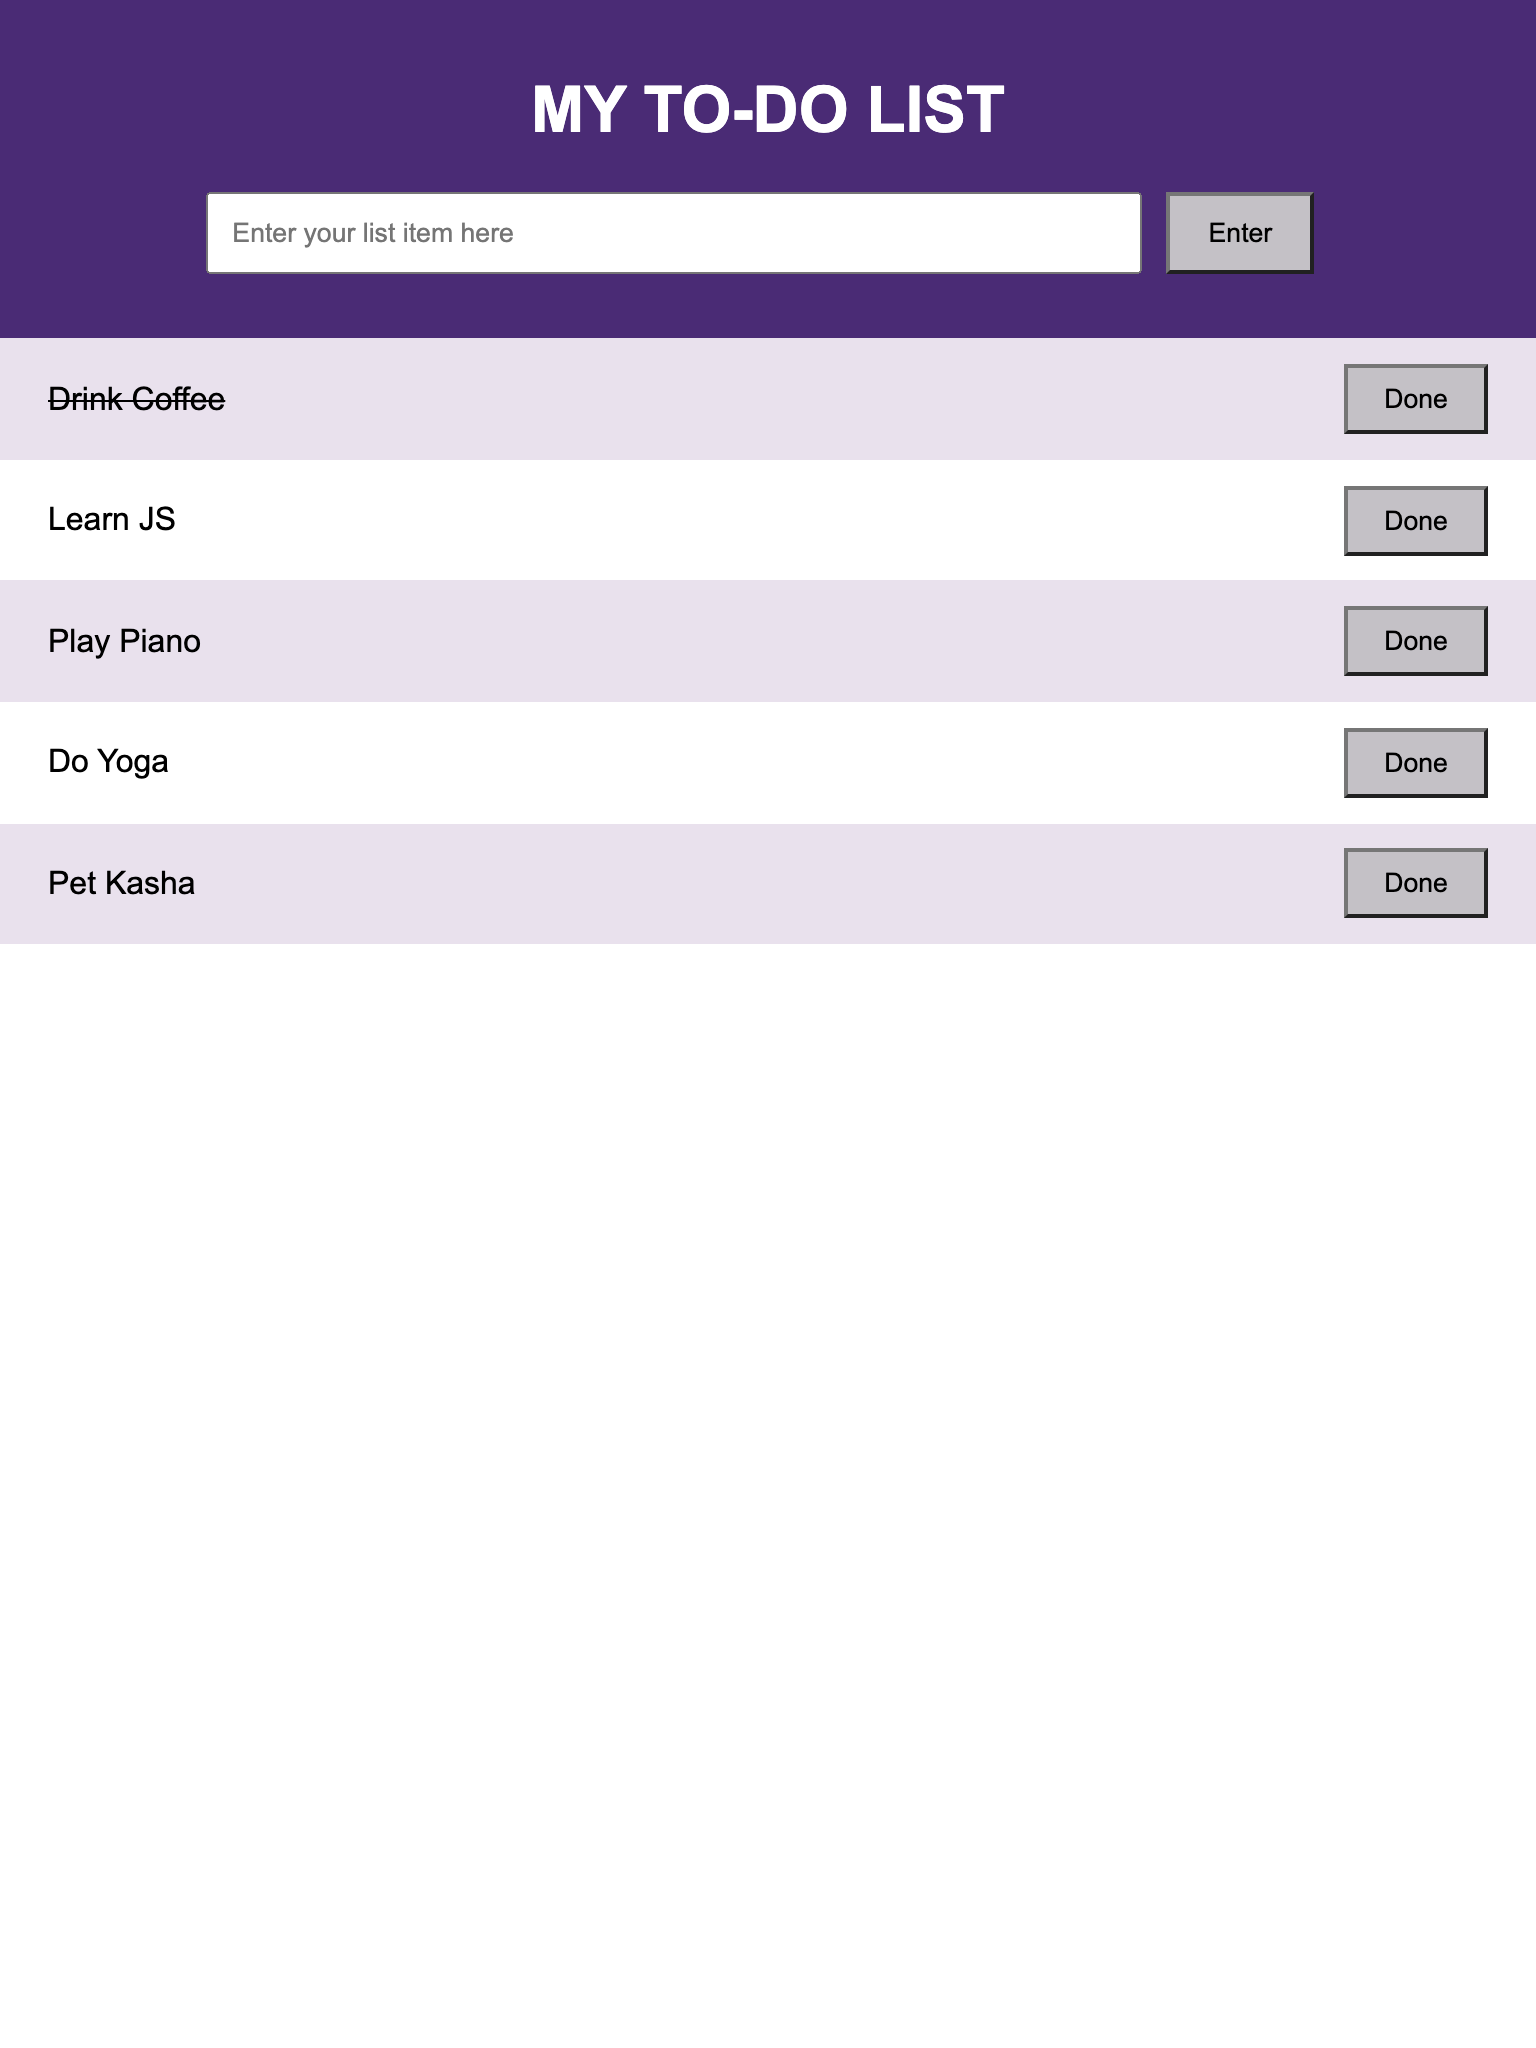 MY TO-DO LIST
Enter your list item here Enter
Drink Coffee Done
Learn JS Done
Play Piano Done
Do Yoga Done
Pet Kasha Done